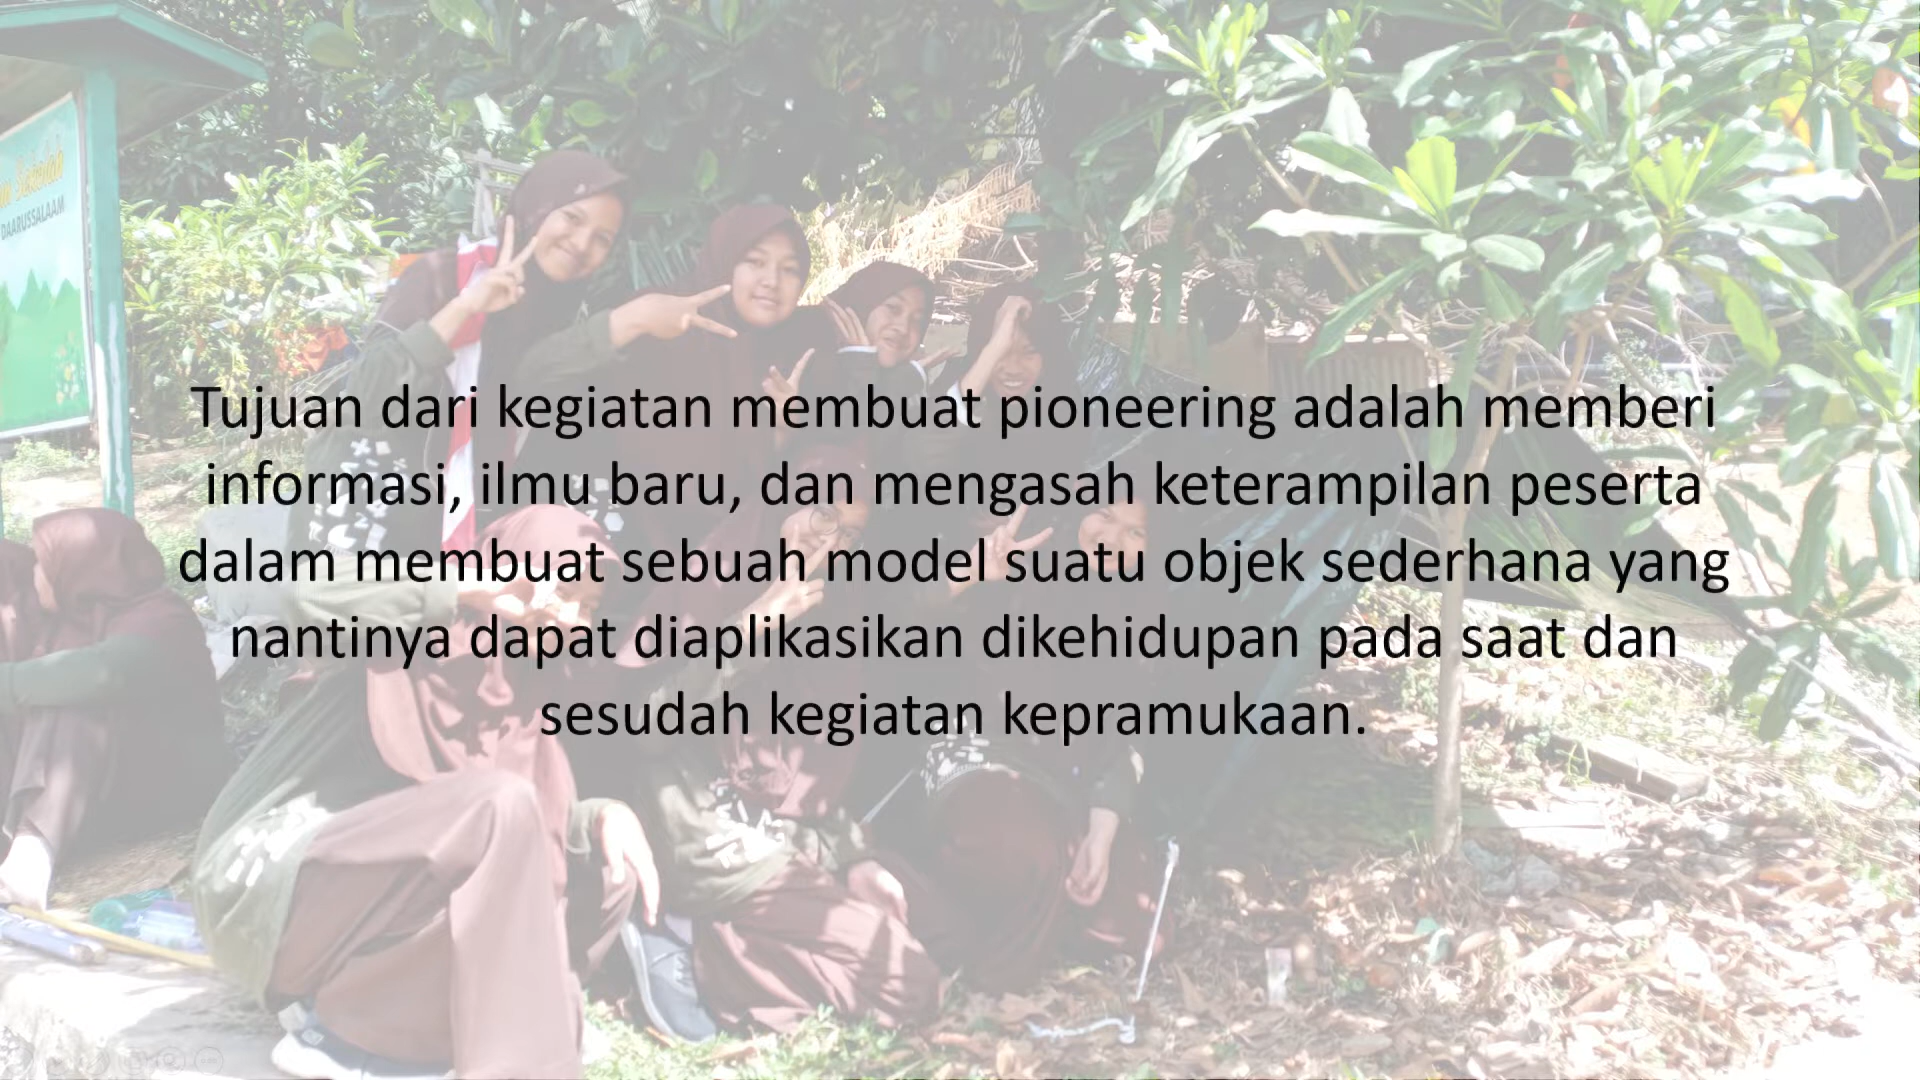 DAARUSSALAAM
Tujuan dari kegiatan membuat pioneering adalah memberi
informasi, ilmu baru, dan mengasah keterampilan peserta
dalam membuat sebuah model suatu objek sederhana yang
nantinya dapat diaplikasikan dikehidupan pada saat dan
sesudah kegiatan kepramukaan.